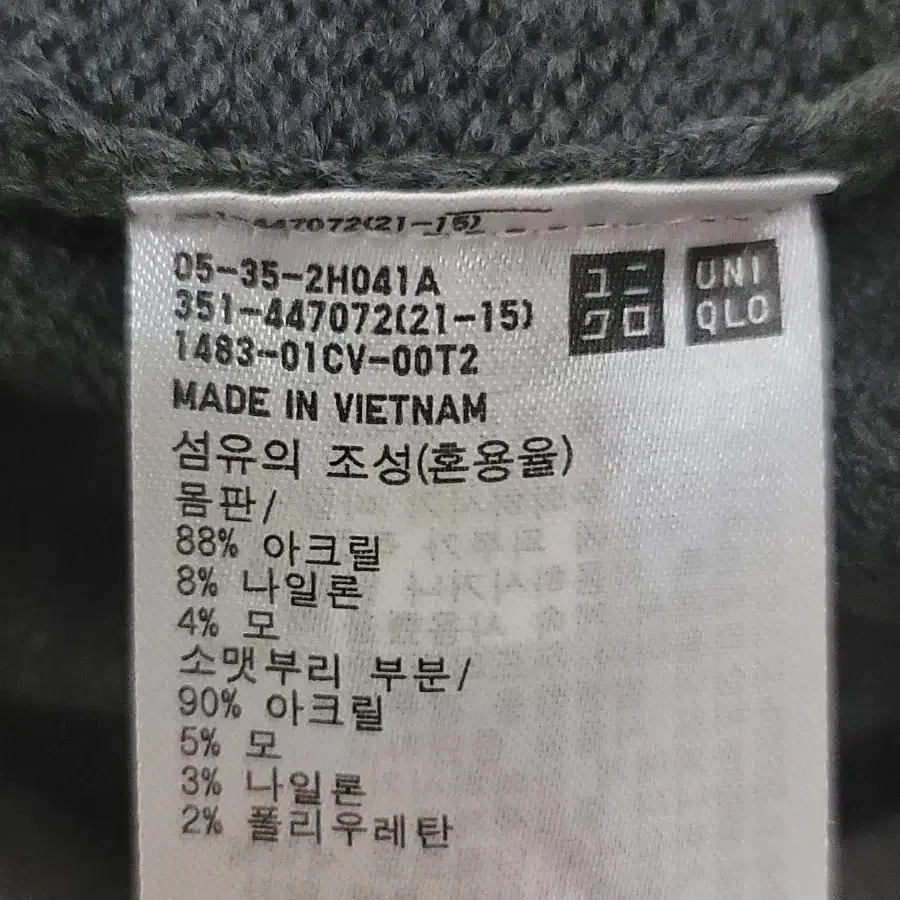 447072(21-15)
05-35-2H041A
351-447072(21-15)
1483-01CV-00T2
ユニ
クロ
UNI
QLO
MADE IN VIETNAM
섬유의 조성(혼용율)
몸판/
88% 아크릴
8% 나일론
4% 모
소맷부리 부분/
90% 아크릴
5% 모
3% 나일론
2% 폴리우레탄